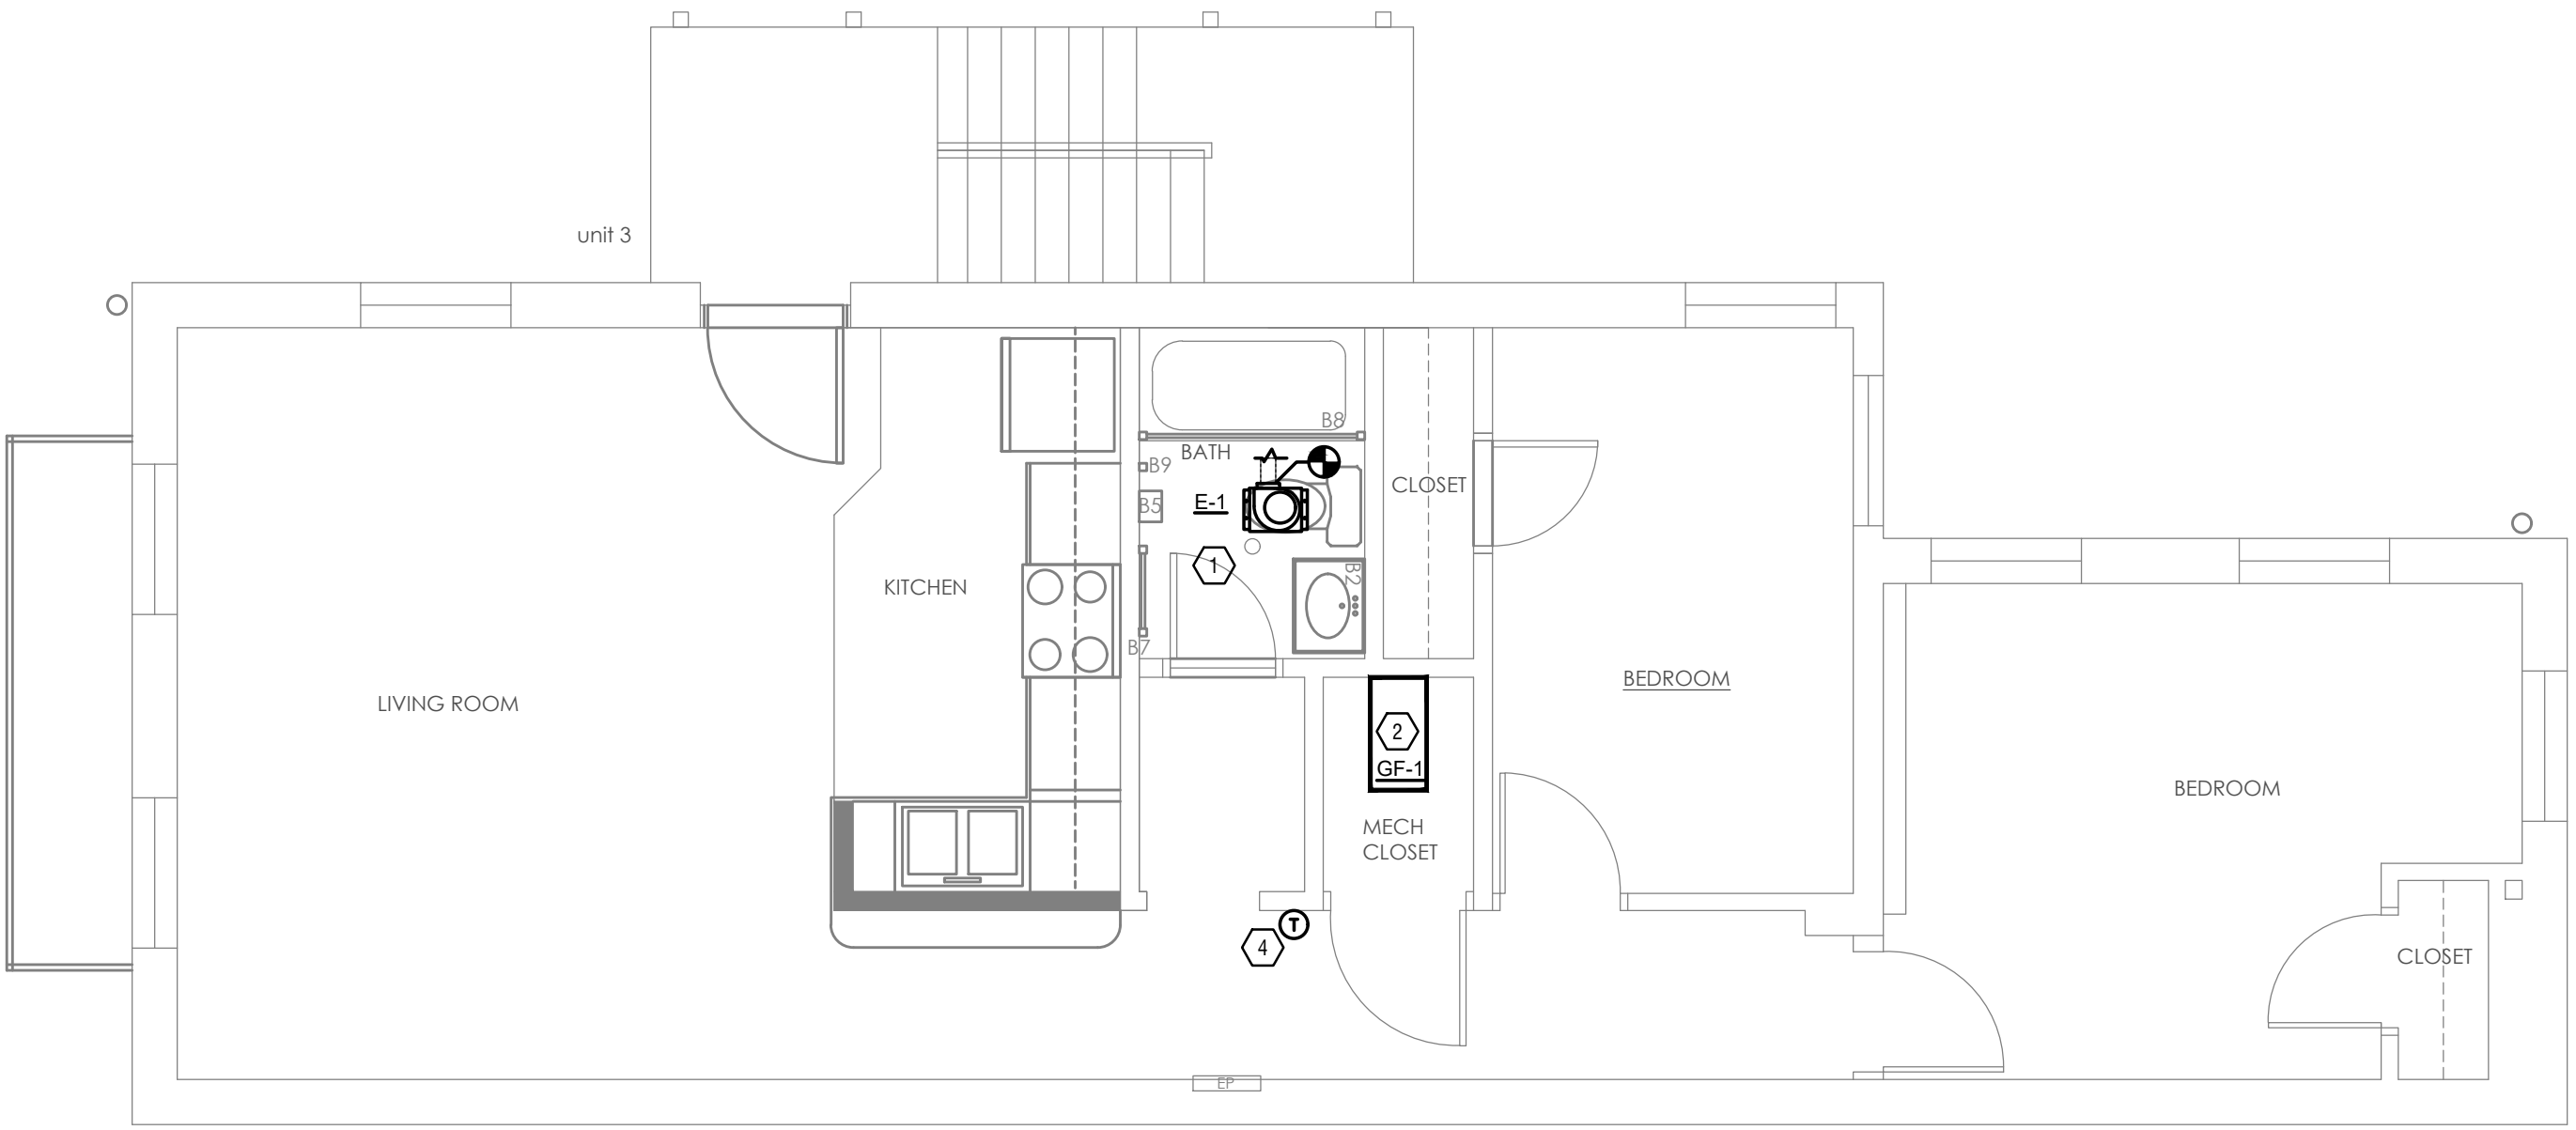 unit 3
B8
BATH
B9
CLOSET
E-1
B5
1
B2
KITCHEN
B7
BEDROOM
LIVING ROOM
2
GF-1
BEDROOM
MECH
CLOSET
T
4
CLOSET
EP